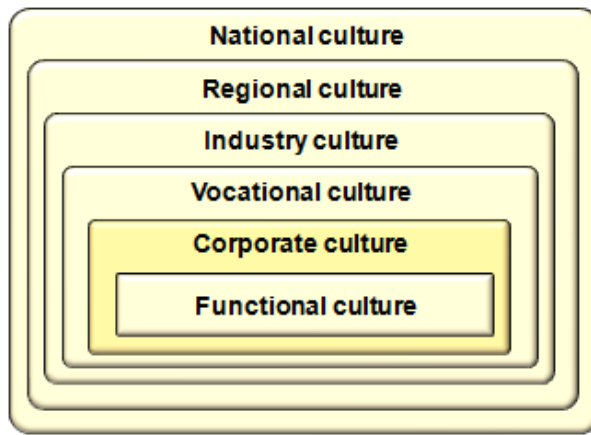 National culture
Regional culture
Industry culture
Vocational culture
Corporate culture
Functional culture